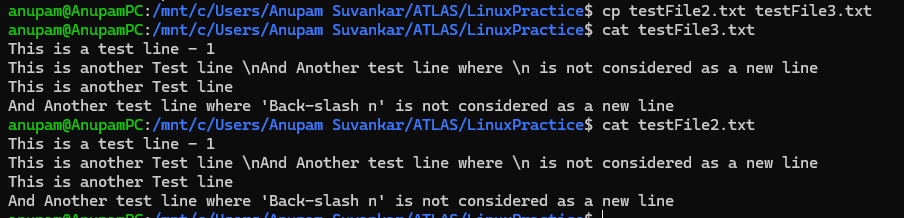 anupam@AnupamPC:/mnt/c/Users/Anupam Suvankar/ATLAS/LinuxPractice$ cp testFile2.txt testFile3.txt
anupam@AnupamPC:/mnt/c/Users/Anupam Suvankar/ATLAS/LinuxPractice$ cat testFile3.txt
This is a test line - 1
This is another Test line \nAnd Another test line where \n is not considered as a new line
This is another Test line
And Another test line where 'Back-slash n' is not considered as a new line
anupam@AnupamPC:/mnt/c/Users/Anupam Suvankar/ATLAS/LinuxPractice$ cat testFile2.txt
This is a test line - 1
This is another Test line \nAnd Another test line where \n is not considered as a new line
This is another Test line
And Another test line where 'Back-slash n' is not considered as a new line
anupam@AnupamPC:/mnt/c/Users/Anupam Suvankar/ATLAS/LinuxPractice$